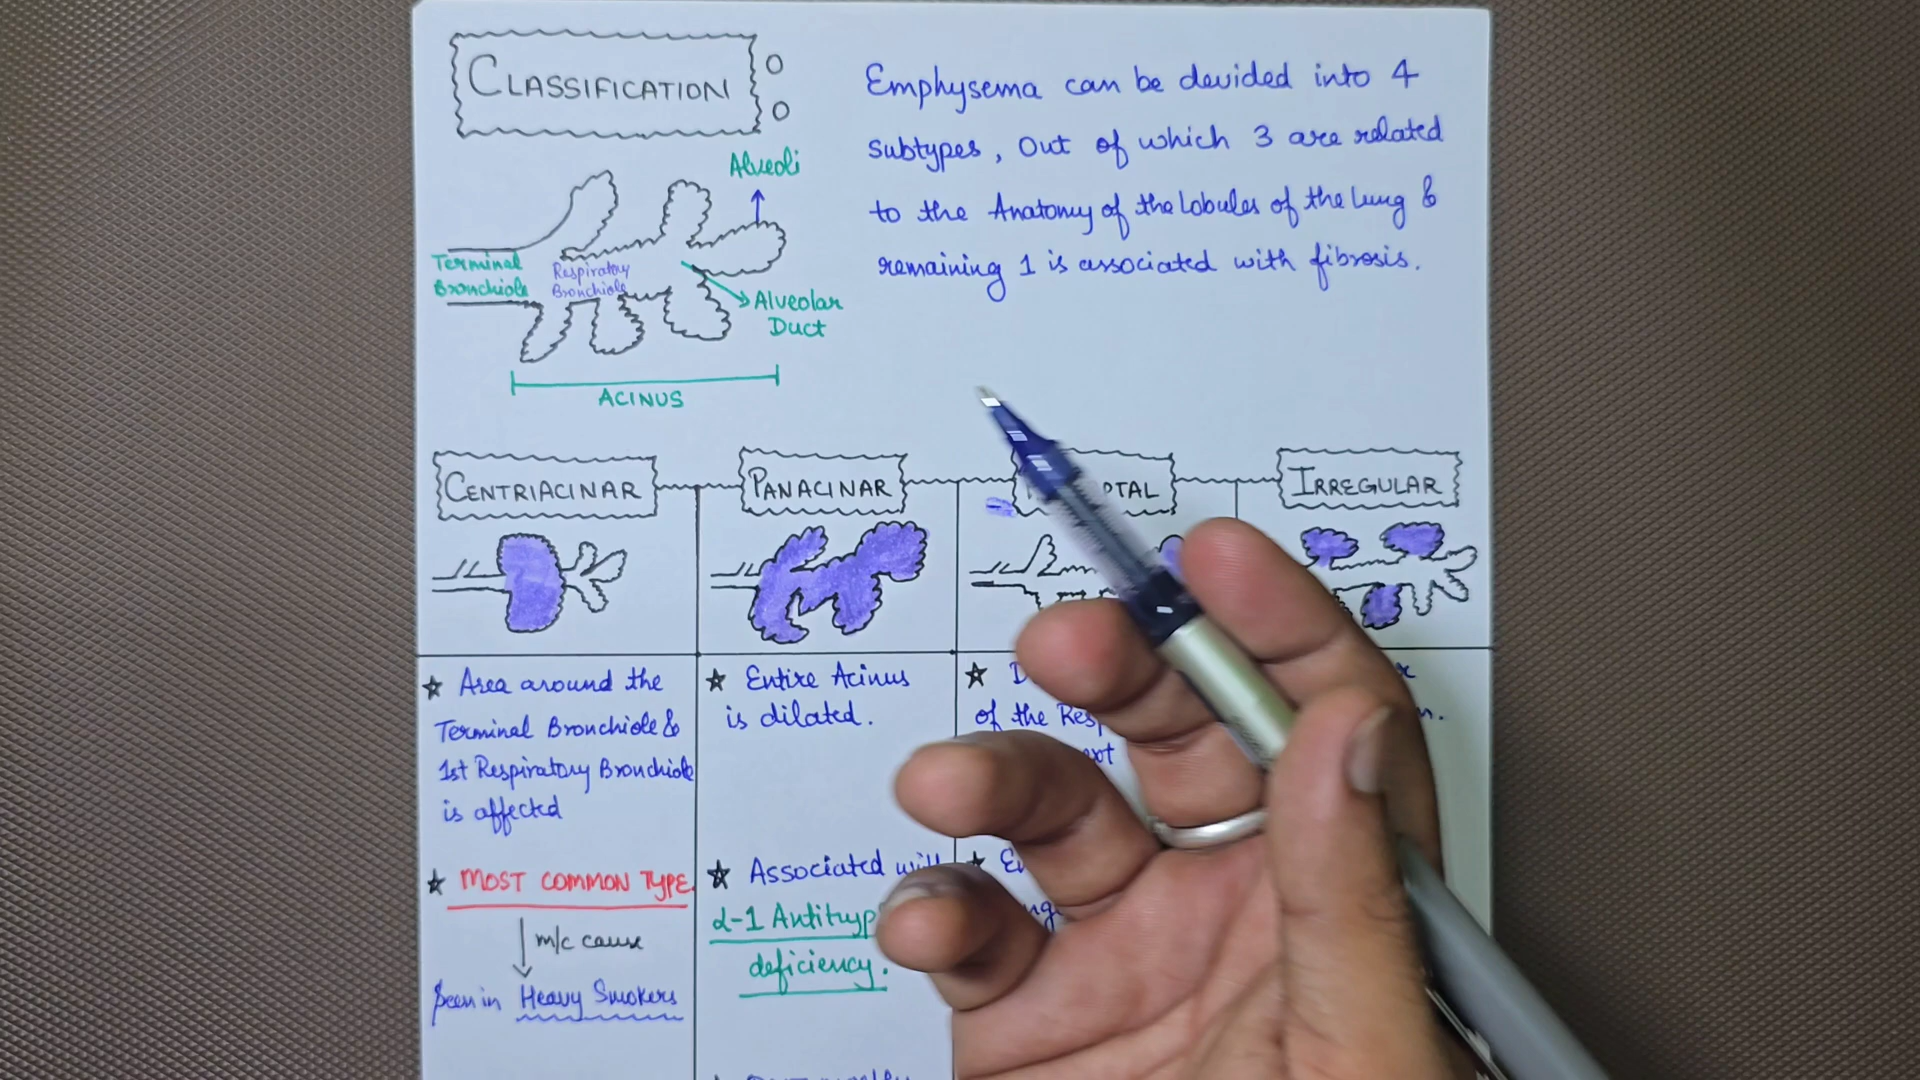 CLASSIFICATION
Emphysema can be devided into 4
subtypes, Out of which 3 are related
to the Anatomy of the Lobules of the Lung &
remaining 1 is associated with fibrosis.
Alveoli
Terminal
Bronchiole
Respiratory
Bronchiole
Alveolar
Duct
ACINUS
CENTRIACINAR
PANACINAR
IRREGULAR
Area around the
Terminal Bronchiole &
1st Respiratory Bronchiole
is affected
MOST COMMON TYPE
m/c cause
Seen in Heavy Smokers
Entire Acinus
is dilated.
Associated with
α-1 Antitryp
deficiency.
of the Resp